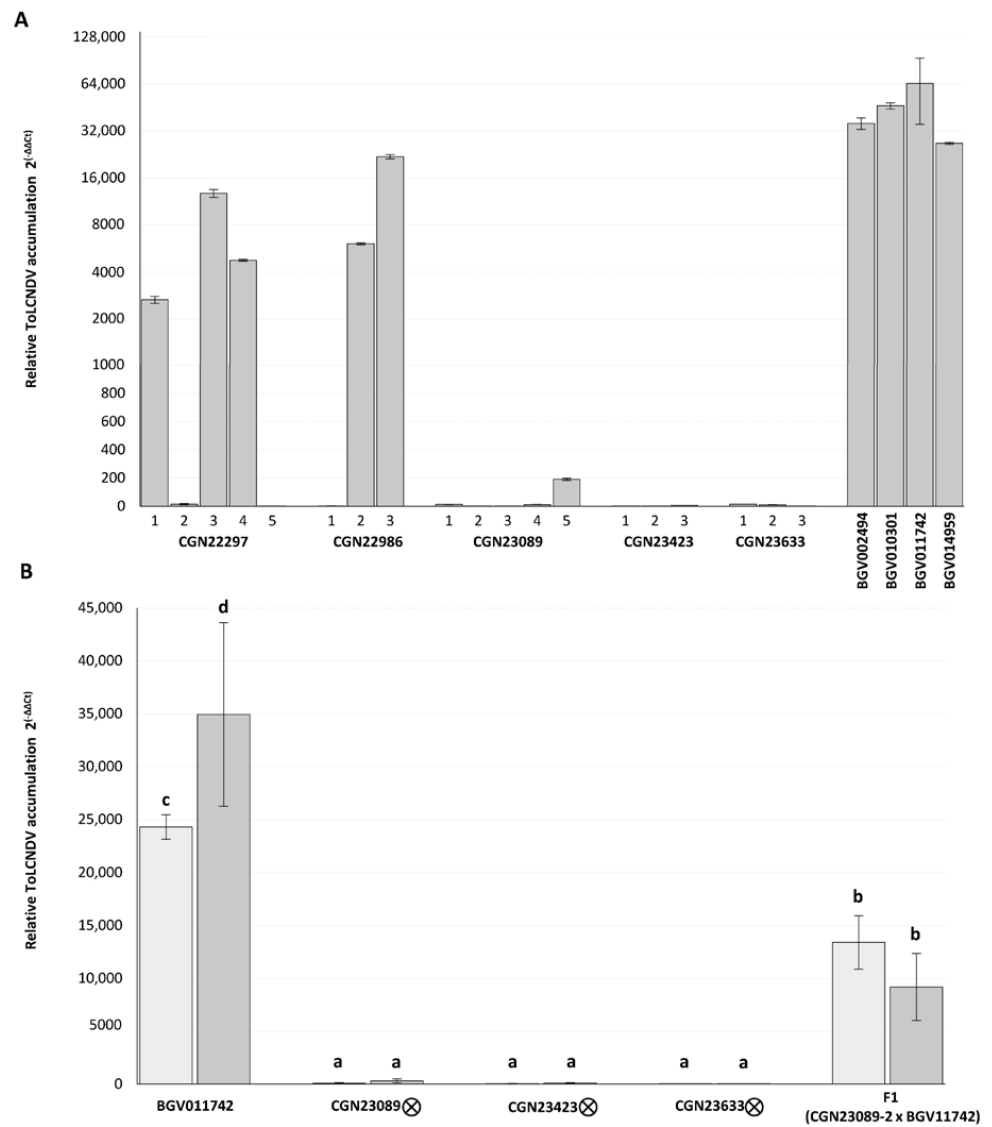 A
Relative ToLCNDV accumulation 2(-ΔΔCt)
128,000
64,000
32,000
16,000
8000
4000
2000
1000
800
600
400
200
0
1 2 3 4 5 1 2 3 1 2 3 4 5 1 2 3 1 2 3
CGN22297 CGN22986 CGN23089 CGN23423 CGN23633
BGV002494
BGV010301
BGV011742
BGV014959
B
Relative ToLCNDV accumulation 2(-ΔΔCt)
45,000
40,000
35,000
30,000
25,000
20,000
15,000
10,000
5000
0
c d a a a a a a b b
BGV011742 CGN23089⊗ CGN23423⊗ CGN23633⊗ F1
(CGN23089-2 x BGV11742)